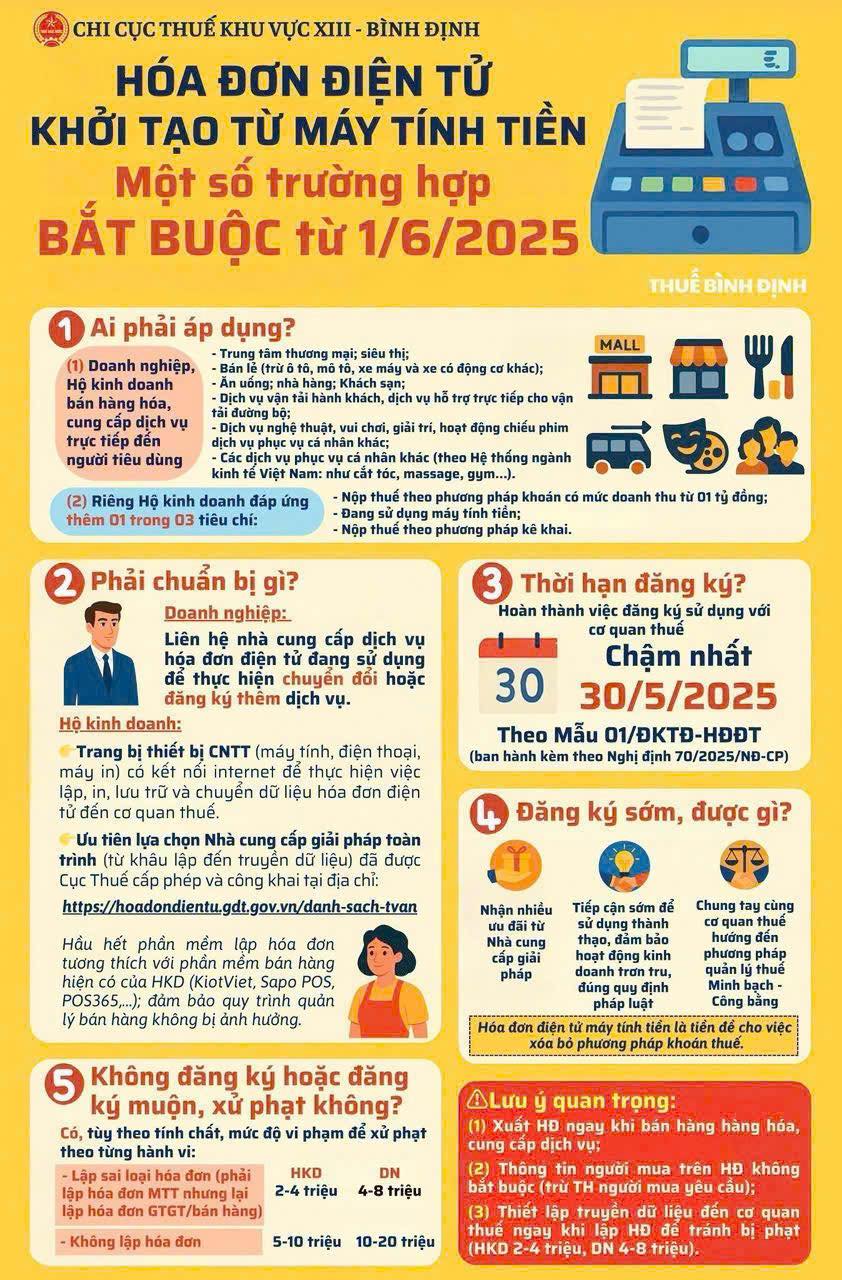 CHI CỤC THUẾ KHU VỰC XIII - BÌNH ĐỊNH
HÓA ĐƠN ĐIỆN TỬ
KHỞI TẠO TỪ MÁY TÍNH TIỀN
Một số trường hợp
BẮT BUỘC từ 1/6/2025
THUẾ BÌNH ĐỊNH
1 Ai phải áp dụng?
(1) Doanh nghiệp,
Hộ kinh doanh
bán hàng hóa,
cung cấp dịch vụ
trực tiếp đến
người tiêu dùng
- Trung tâm thương mại; siêu thị;
- Bán lẻ (trừ ô tô, mô tô, xe máy và xe có động cơ khác);
- Ăn uống; nhà hàng; Khách sạn;
- Dịch vụ vận tải hành khách, dịch vụ hỗ trợ trực tiếp cho vận
tải đường bộ;
- Dịch vụ nghệ thuật, vui chơi, giải trí, hoạt động chiếu phim
dịch vụ phục vụ cá nhân khác;
- Các dịch vụ phục vụ cá nhân khác (theo Hệ thống ngành
kinh tế Việt Nam: như cắt tóc, massage, gym...).
MALL
(2) Riêng Hộ kinh doanh đáp ứng
thêm 01 trong 03 tiêu chí:
- Nộp thuế theo phương pháp khoán có mức doanh thu từ 01 tỷ đồng;
- Đang sử dụng máy tính tiền;
- Nộp thuế theo phương pháp kê khai.
2 Phải chuẩn bị gì?
Doanh nghiệp:
Liên hệ nhà cung cấp dịch vụ
hóa đơn điện tử đang sử dụng
để thực hiện chuyển đổi hoặc
đăng ký thêm dịch vụ.
Hộ kinh doanh:
👉Trang bị thiết bị CNTT (máy tính, điện thoại,
máy in) có kết nối internet để thực hiện việc
lập, in, lưu trữ và chuyển dữ liệu hóa đơn điện
tử đến cơ quan thuế.
👉Ưu tiên lựa chọn Nhà cung cấp giải pháp toàn
trình (từ khâu lập đến truyền dữ liệu) đã được
Cục Thuế cấp phép và công khai tại địa chỉ:
https://hoadondientu.gdt.gov.vn/danh-sach-tvan
Hầu hết phần mềm lập hóa đơn
tương thích với phần mềm bán hàng
hiện có của HKD (KiotViet, Sapo POS,
POS365,...); đảm bảo quy trình quản
lý bán hàng không bị ảnh hưởng.
3 Thời hạn đăng ký?
Hoàn thành việc đăng ký sử dụng với
cơ quan thuế
30
Chậm nhất
30/5/2025
Theo Mẫu 01/ĐKTĐ-HĐĐT
(ban hành kèm theo Nghị định 70/2025/NĐ-CP)
4 Đăng ký sớm, được gì?
Nhận nhiều
ưu đãi từ
Nhà cung
cấp giải
pháp
Tiếp cận sớm để
sử dụng thành
thạo, đảm bảo
hoạt động kinh
doanh trơn tru,
đúng quy định
pháp luật
Chung tay cùng
cơ quan thuế
hướng đến
phương pháp
quản lý thuế
Minh bạch -
Công bằng
Hóa đơn điện tử máy tính tiền là tiền đề cho việc
xóa bỏ phương pháp khoán thuế.
5 Không đăng ký hoặc đăng
ký muộn, xử phạt không?
Có, tùy theo tính chất, mức độ vi phạm để xử phạt
theo từng hành vi:
HKD DN
- Lập sai loại hóa đơn (phải
lập hóa đơn MTT nhưng lại
lập hóa đơn GTGT/bán hàng)
2-4 triệu 4-8 triệu
- Không lập hóa đơn 5-10 triệu 10-20 triệu
⚠Lưu ý quan trọng:
(1) Xuất HĐ ngay khi bán hàng hàng hóa,
cung cấp dịch vụ;
(2) Thông tin người mua trên HĐ không
bắt buộc (trừ TH người mua yêu cầu);
(3) Thiết lập truyền dữ liệu đến cơ quan
thuế ngay khi lập HĐ để tránh bị phạt
(HKD 2-4 triệu, DN 4-8 triệu).